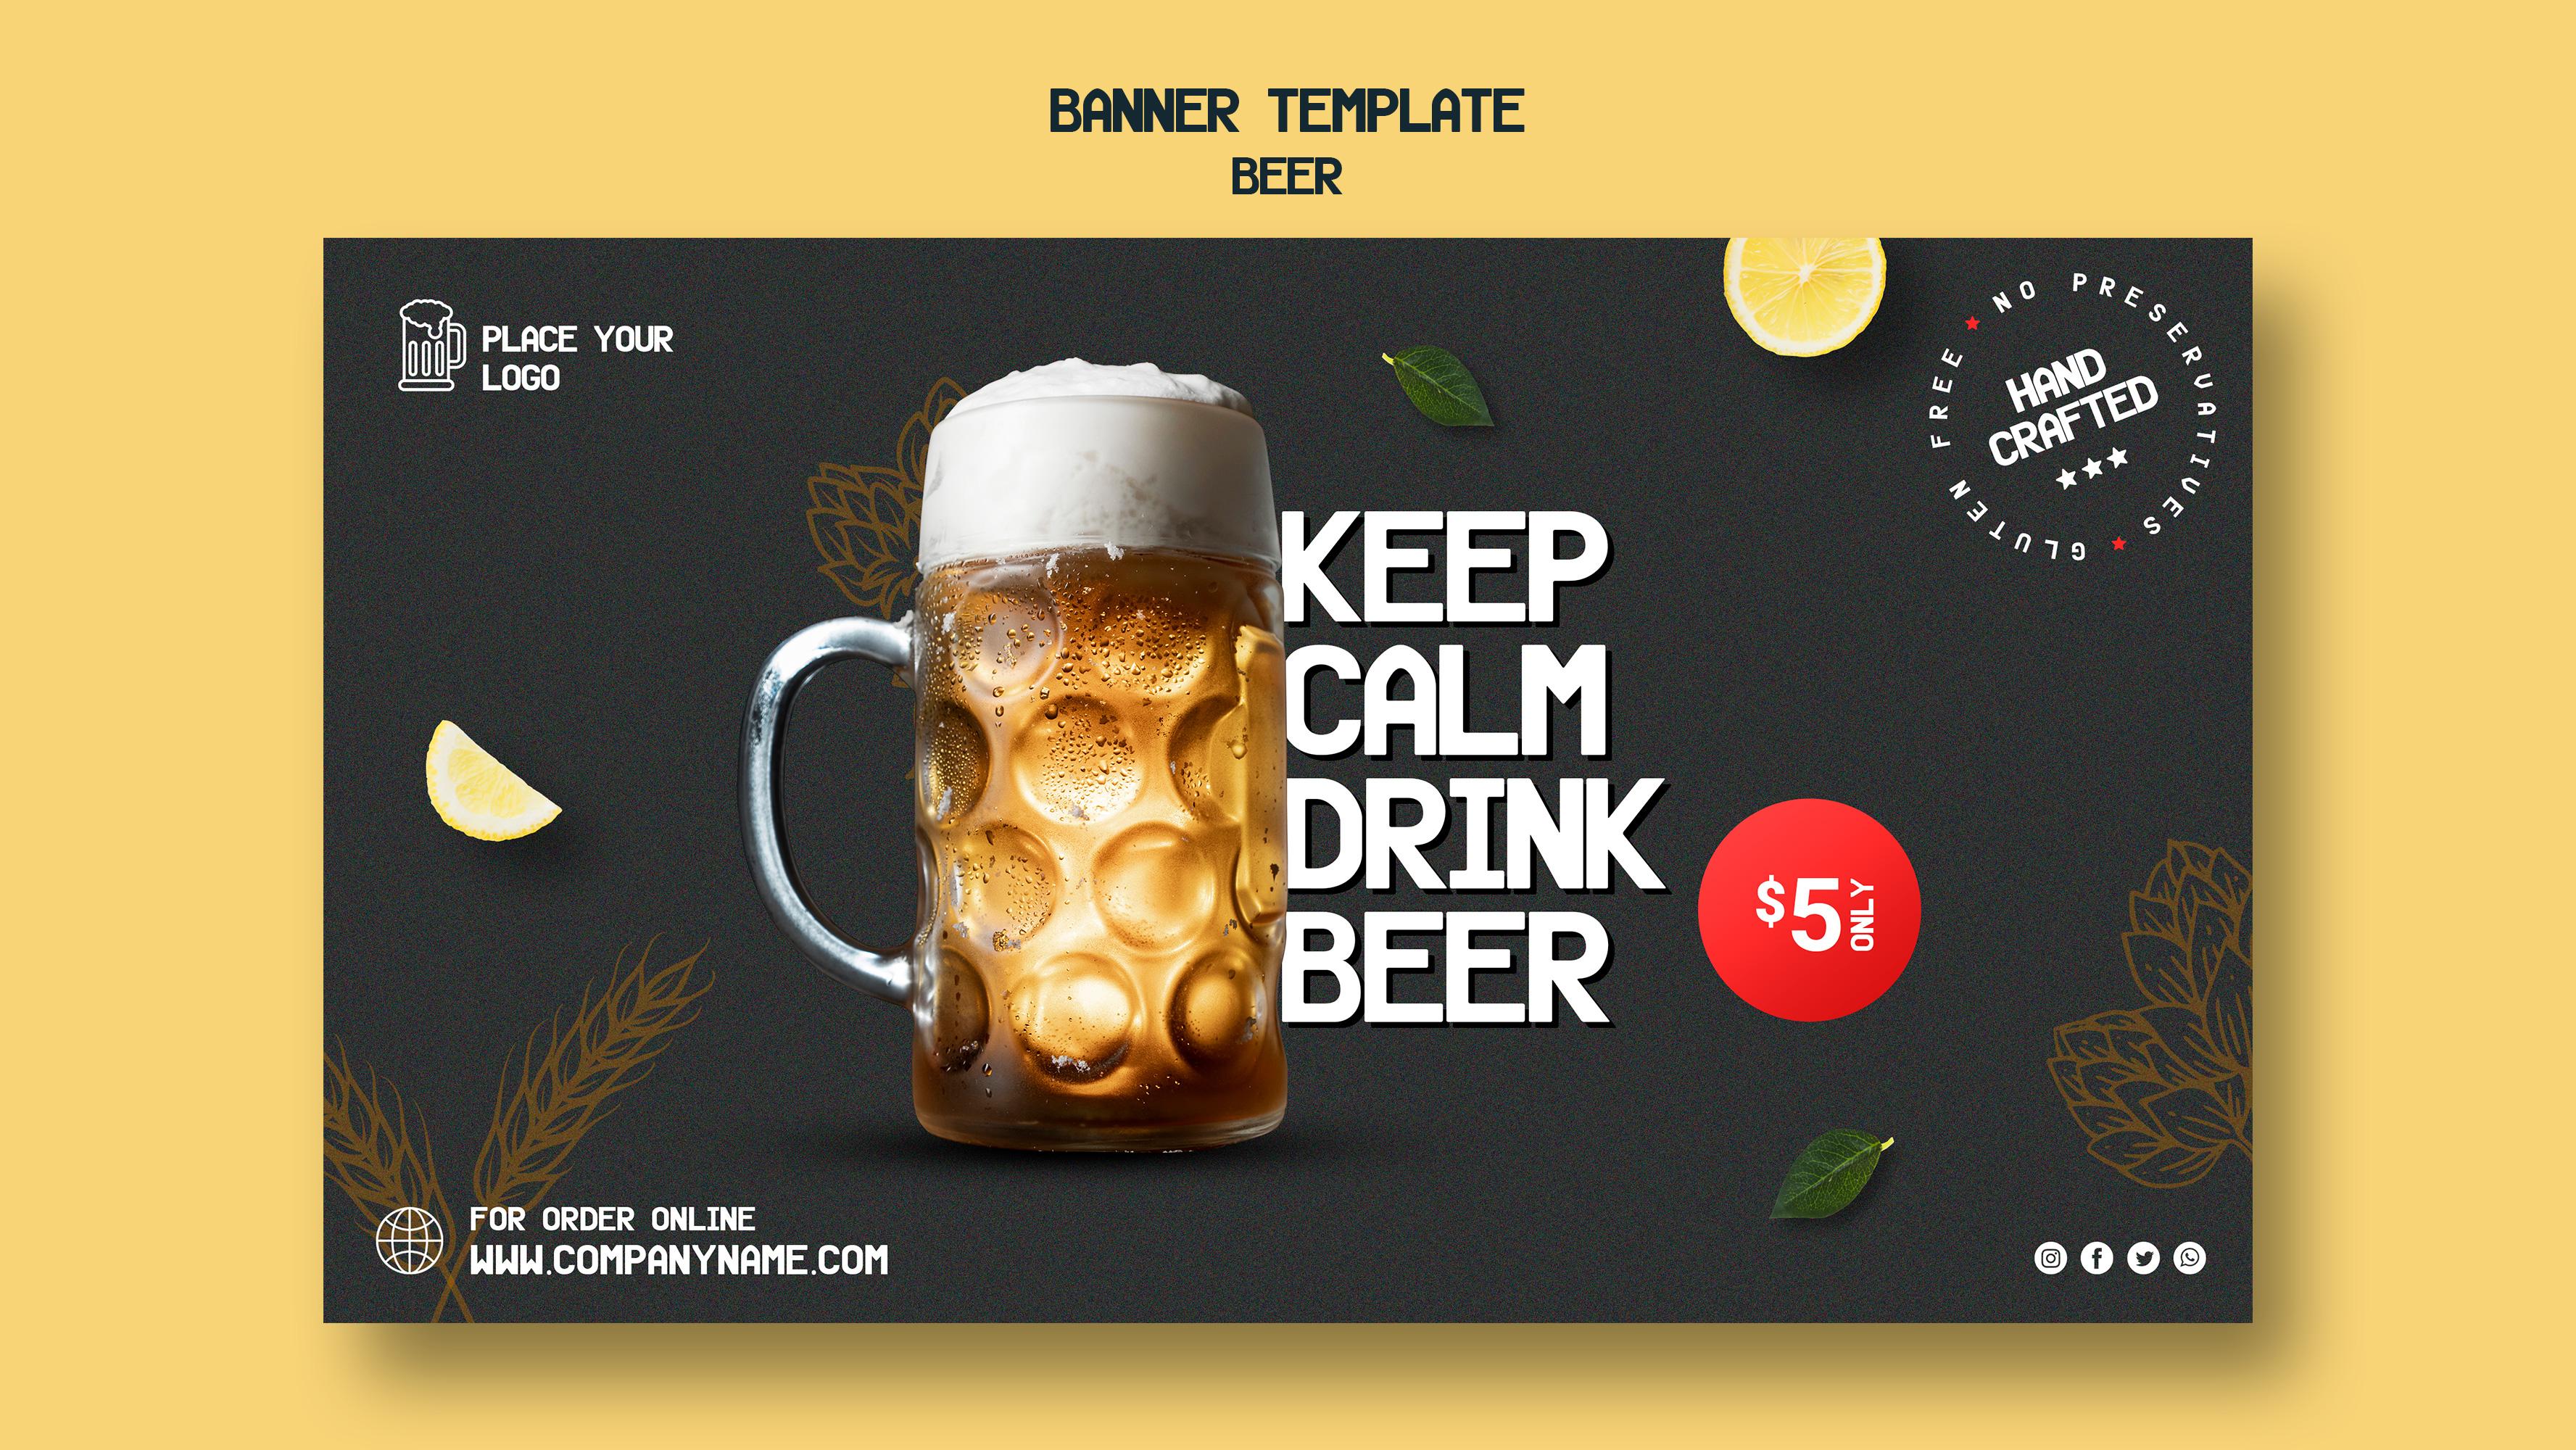 BANNER TEMPLATE
BEER
PLACE YOUR
LOGO
NO PRESERVATIVES
GLUTEN FREE
HAND
CRAFTED
KEEP
CALM
DRINK
BEER
$5 ONLY
FOR ORDER ONLINE
WWW.COMPANYNAME.COM